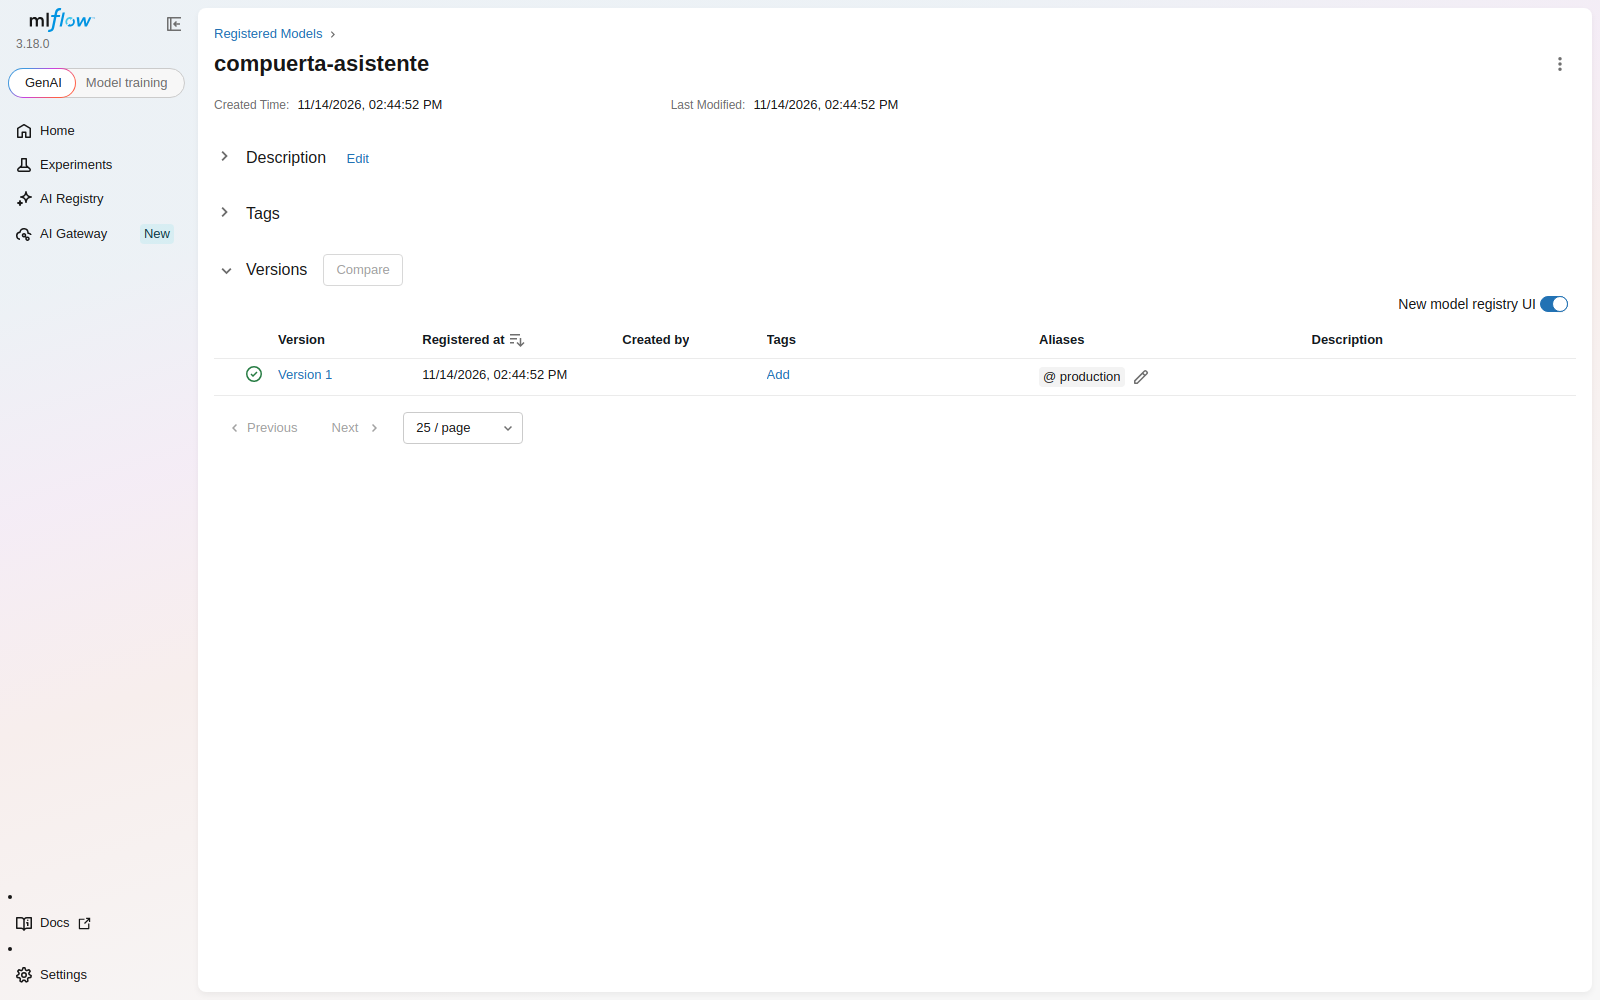 mlflow
3.18.0
GenAI
Model training
Home
Experiments
AI Registry
AI Gateway New
Docs
Settings
Registered Models
compuerta-asistente
Created Time: 11/14/2026, 02:44:52 PM
Last Modified: 11/14/2026, 02:44:52 PM
Description Edit
Tags
Versions Compare
New model registry UI
Version Registered at Created by Tags Aliases Description
Version 1 11/14/2026, 02:44:52 PM Add @ production
Previous Next 25 / page